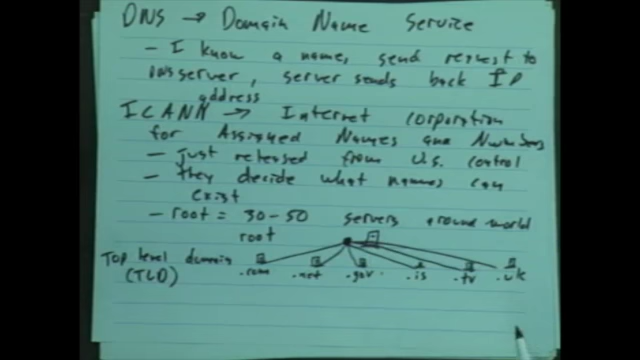 DNS → Domain Name Service
- I know a name, send request to
DNS server, server sends back IP
address
ICANN → Internet corporation
for Assigned Names and Numbers
- just released from U.S. control
- they decide what names can
exist
- root = 30-50 servers around world
root
Top level domain .com .net .gov .is .tv .uk
(TLD)